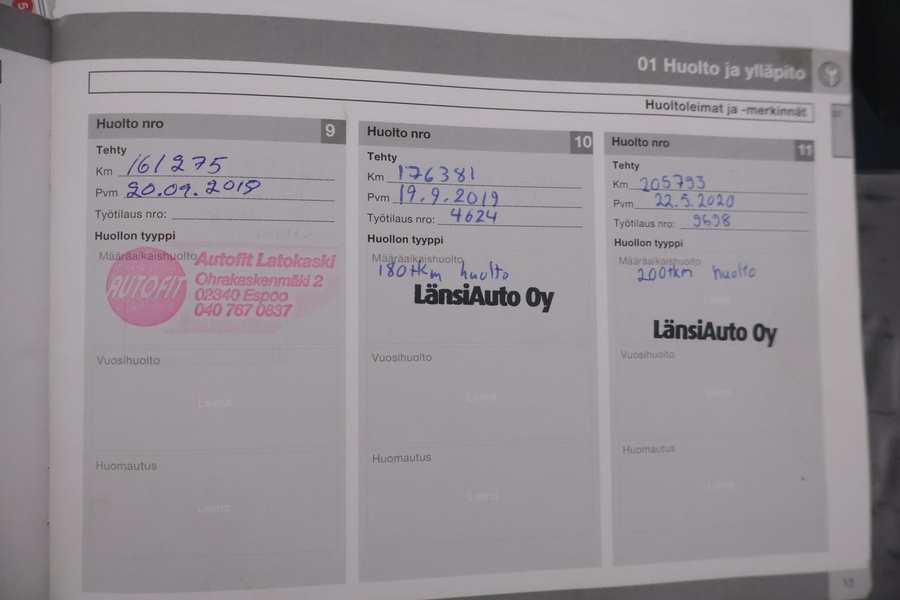 5
01 Huolto ja ylläpito
Huoltoleimat ja -merkinnät
Huolto nro 9
Tehty
Km 161275
Pvm
Työtilaus nro:
Huollon tyyppi
Määräaikaishuolto
AUTOFIT
Autofit Latokaski
Ohrakaskenmäki 2
02340 Espoo
040 767 0837
Vuosihuolto
Leima
Huomautus
Leima
Huolto nro 10
Tehty
Km 176381
Pvm 19.9.2019
Työtilaus nro: 4624
Huollon tyyppi
Määräaikaishuolto
180tkm huolto
LänsiAuto Oy
Vuosihuolto
Leima
Huomautus
Leima
Huolto nro 11
Tehty
Km 205793
Pvm 22.5.2020
Työtilaus nro: 9698
Huollon tyyppi
Määräaikaishuolto
200tkm huolto
LänsiAuto Oy
Vuosihuolto
Leima
Huomautus
Leima
13